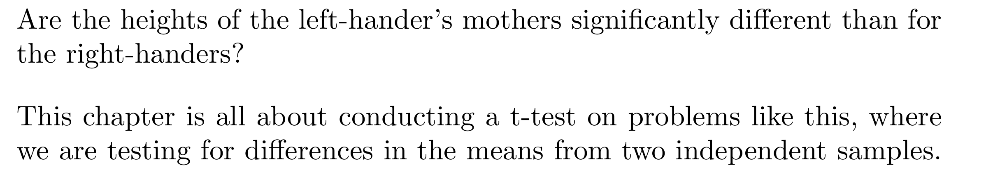 Are the heights of the left-hander’s mothers significantly different than for
the right-handers?
This chapter is all about conducting a t-test on problems like this, where
we are testing for differences in the means from two independent samples.